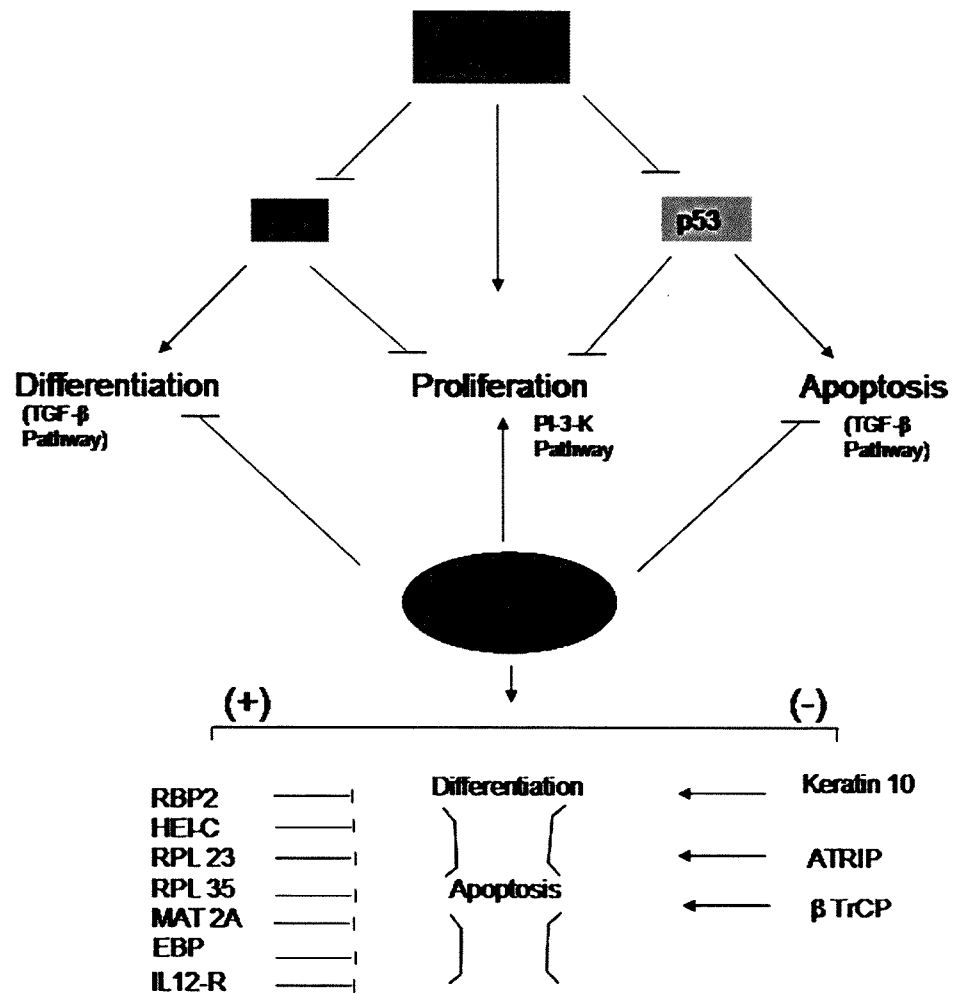 p53
Differentiation
(TGF-β
Pathway)
Proliferation
PI-3-K
Pathway
Apoptosis
(TGF-β
Pathway)
(+)
(-)
RBP2
HEI-C
RPL 23
RPL 35
MAT 2A
EBP
IL12-R
Differentiation
Apoptosis
Keratin 10
ATRIP
β TrCP